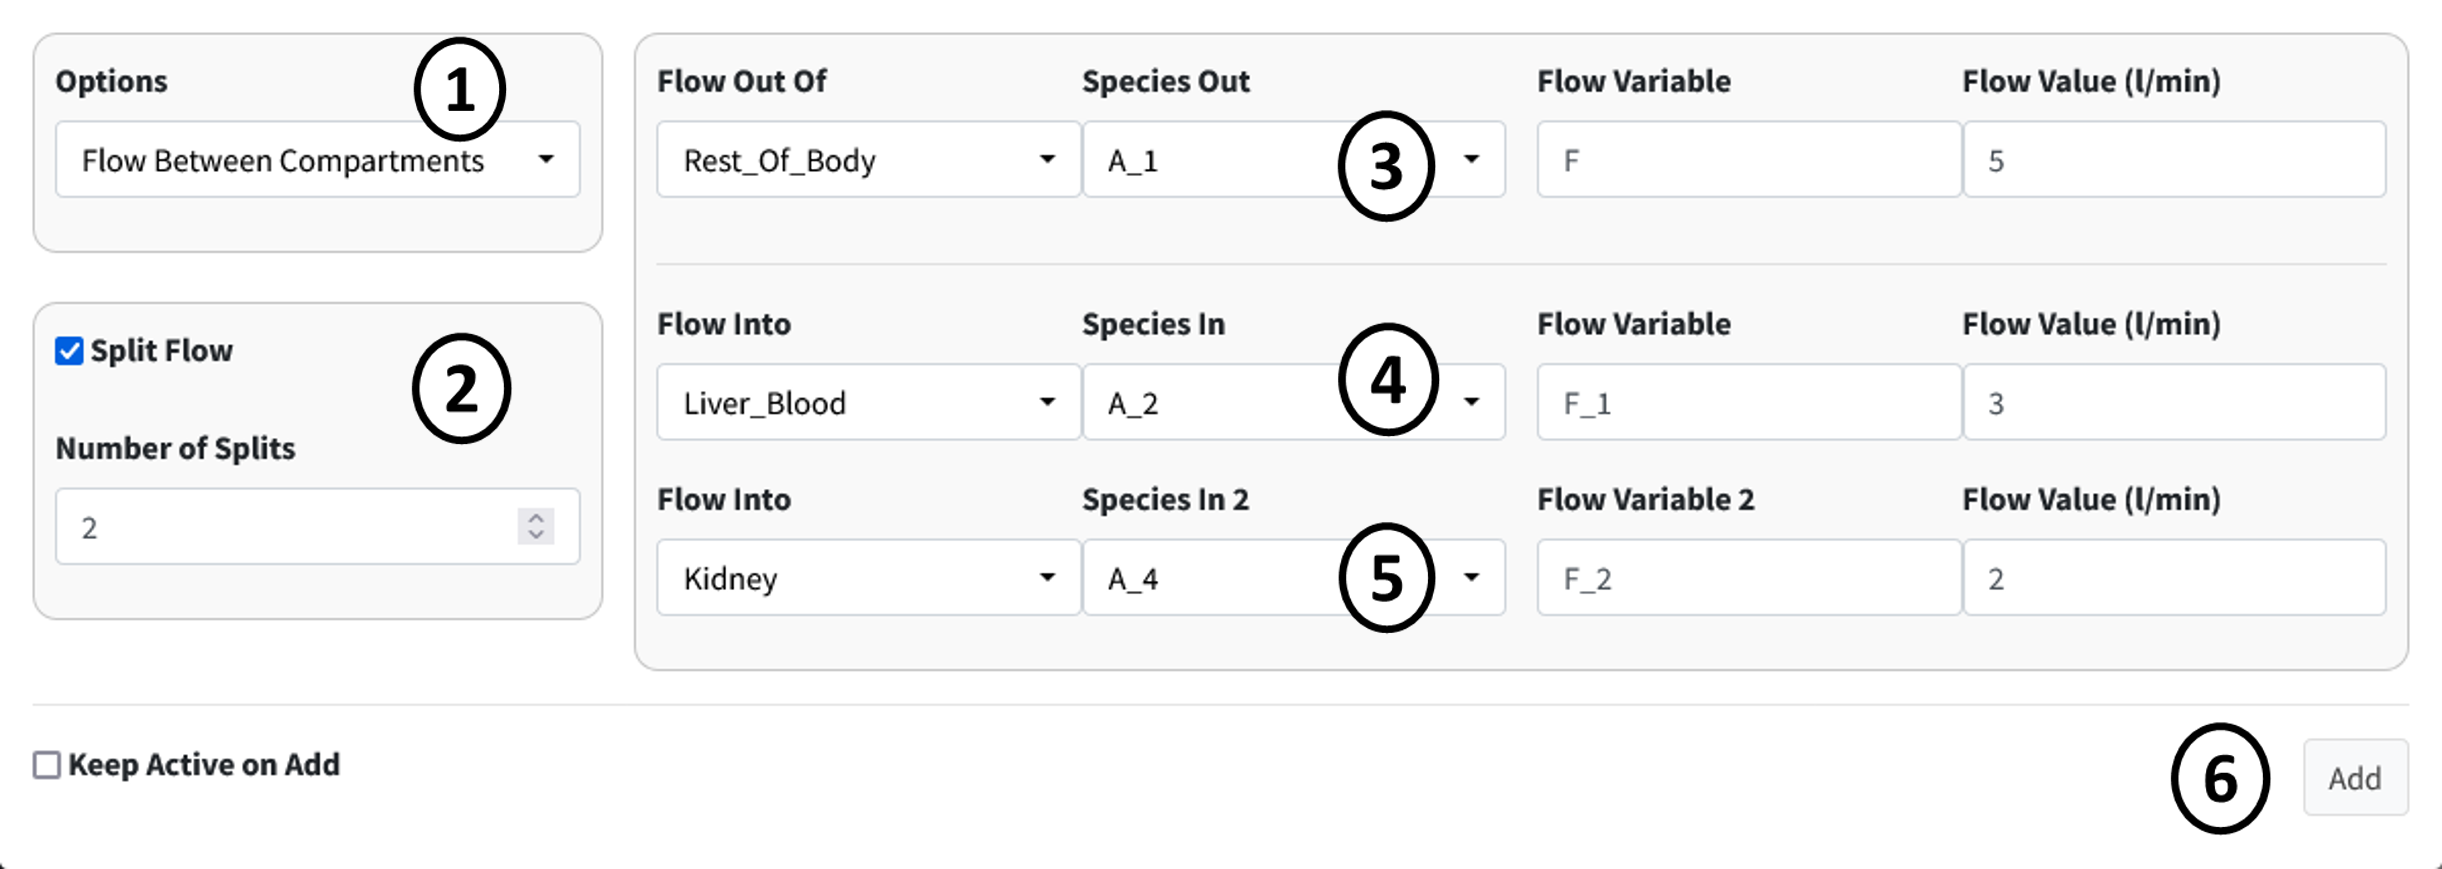 Options
1
Flow Between Compartments
Split Flow
2
Number of Splits
2
Flow Out Of Species Out Flow Variable Flow Value (l/min)
Rest_Of_Body A_1 3 F 5
Flow Into Species In Flow Variable Flow Value (l/min)
Liver_Blood A_2 4 F_1 3
Flow Into Species In 2 Flow Variable 2 Flow Value (l/min)
Kidney A_4 5 F_2 2
Keep Active on Add
6 Add